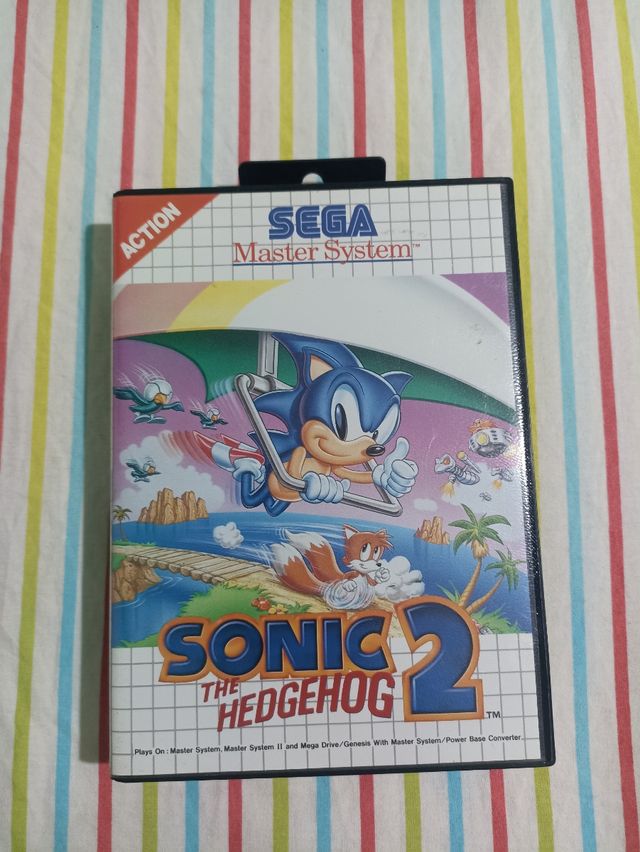 ACTION
SEGA
Master System™
SONIC
THE
HEDGEHOG 2 ™
Plays On : Master System, Master System II and Mega Drive/Genesis With Master System/Power Base Converter.